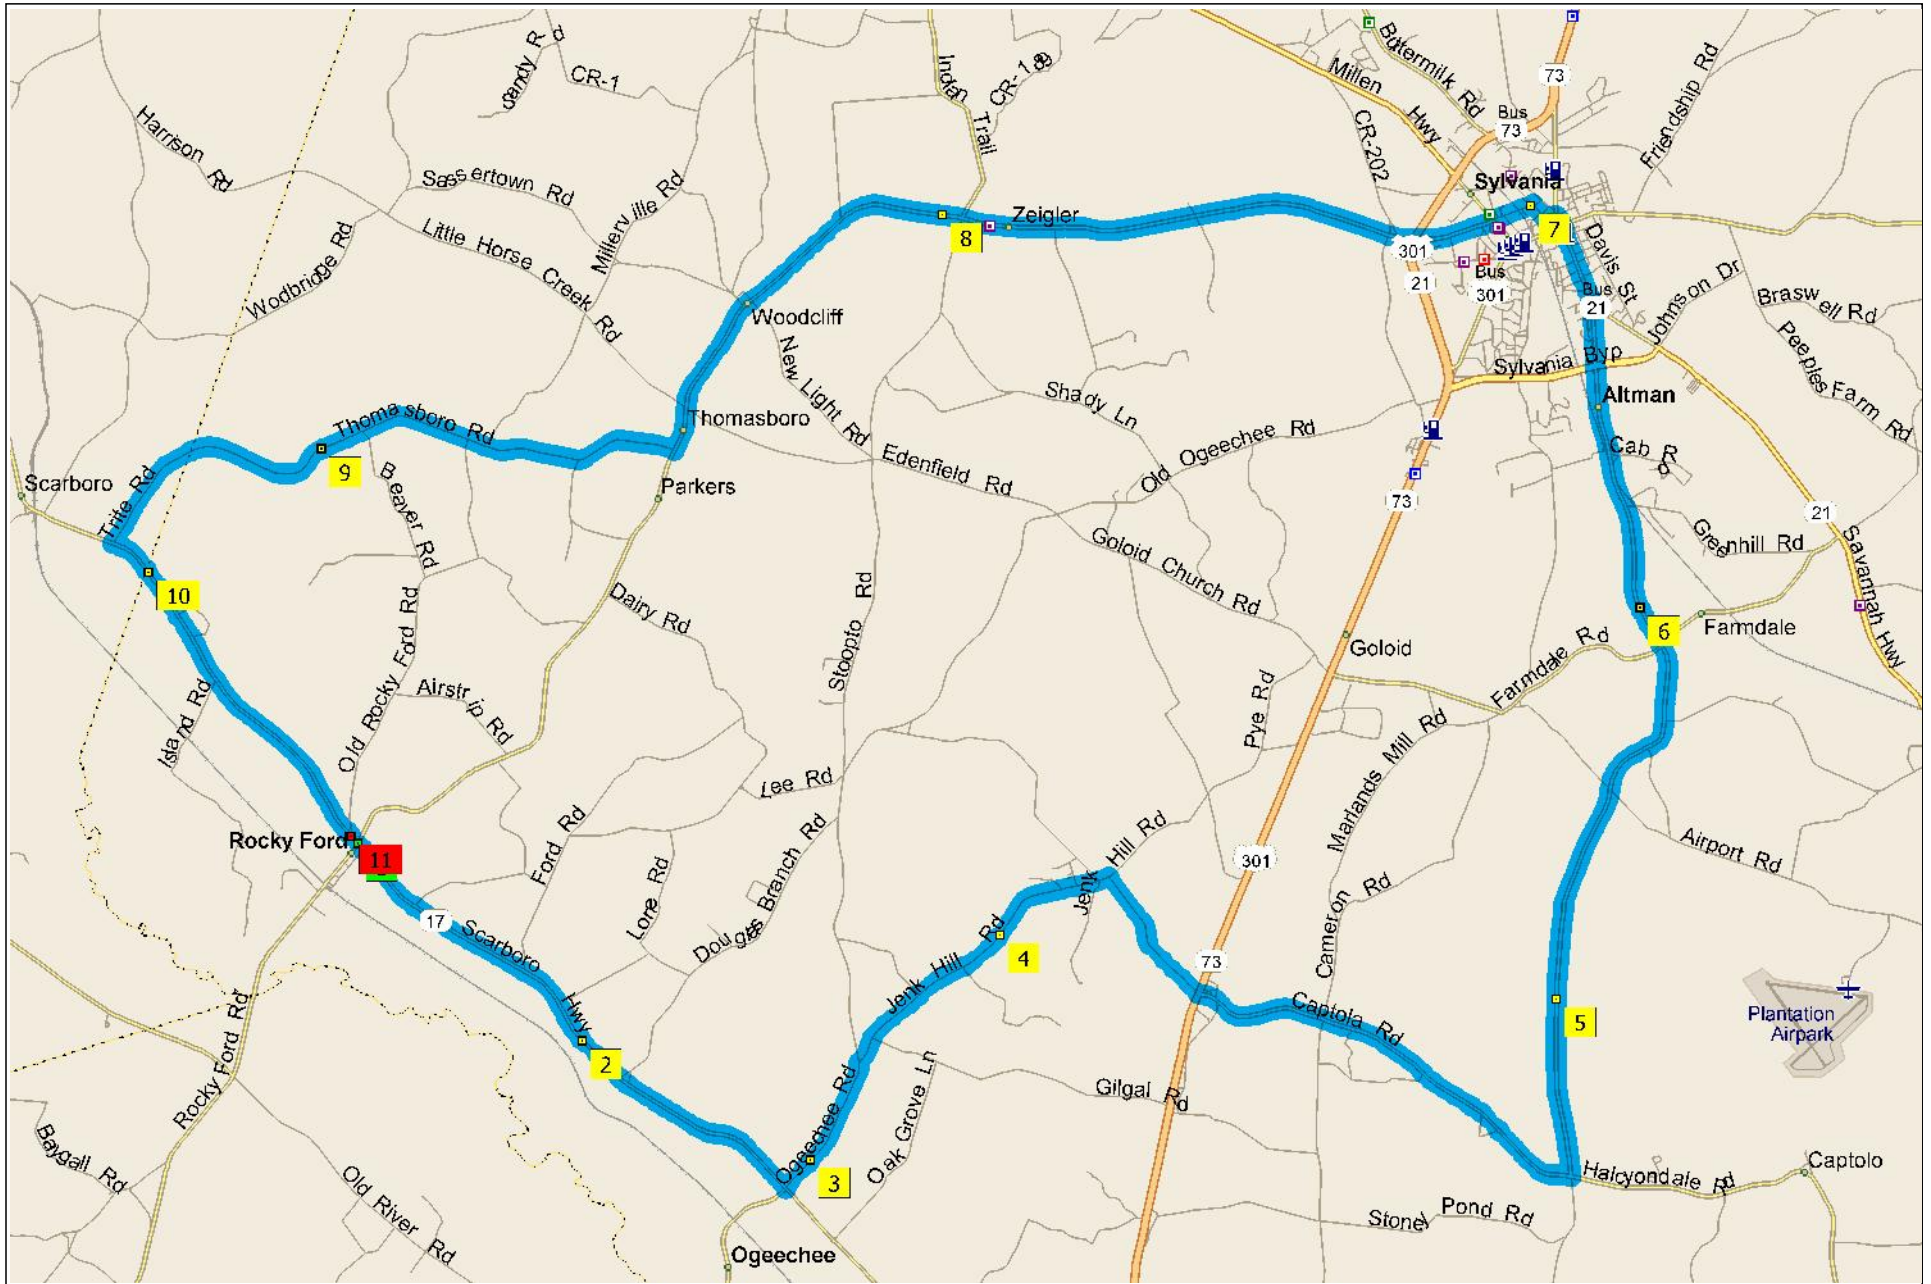 Sandy Rd
CR-1
Indian Trail
CR-189
Buttermilk Rd
Millen Hwy
73
Bus
73
Friendship Rd
Harrison Rd
Sassertown Rd
Millerville Rd
CR-202
Sylvania
Little Horse Creek Rd
Wodbridge Rd
Zeigler
8
7
Davis St
301
21
Bus
301
Bus
21
Johnson Dr
Braswell Rd
Peeples Farm Rd
Woodcliff
New Light Rd
Sylvania Byp
Altman
Shady Ln
Thomasboro Rd
Thomasboro
Old Ogeechee Rd
Edenfield Rd
Cab Rd
9
Scarboro
Trite Rd
Beaver Rd
Parkers
73
21
Savannah Hwy
Greenhill Rd
Goloid Church Rd
10
Dairy Rd
Old Rocky Ford Rd
Stoopto Rd
Goloid
6
Farmdale
Farmdale Rd
Island Rd
Airstrip Rd
Pye Rd
Marlands Mill Rd
Lee Rd
Rocky Ford
11
Ford Rd
Lone Rd
Douglas Branch Rd
Jenk Hill Rd
301
Airport Rd
Cameron Rd
17
Scarboro Hwy
Jenk Hill Rd
4
73
Captola Rd
Plantation
Airpark
5
Rocky Ford Rd
2
Ogeechee Rd
Oak Grove Ln
Gilgal Rd
Baygall Rd
Old River Rd
3
Halcyondale Rd
Captolo
Stonel Pond Rd
Ogeechee